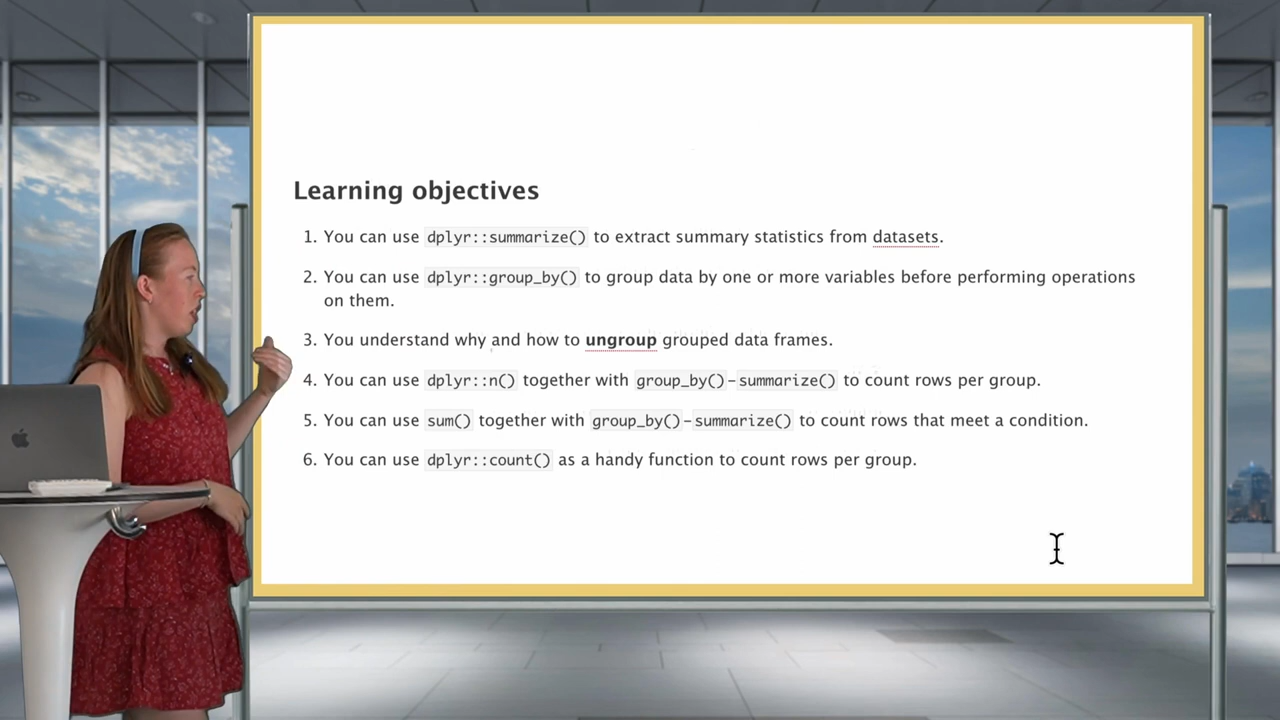 Learning objectives
1. You can use dplyr::summarize() to extract summary statistics from datasets.
2. You can use dplyr::group_by() to group data by one or more variables before performing operations
on them.
3. You understand why and how to ungroup grouped data frames.
4. You can use dplyr::n() together with group_by()-summarize() to count rows per group.
5. You can use sum() together with group_by()-summarize() to count rows that meet a condition.
6. You can use dplyr::count() as a handy function to count rows per group.